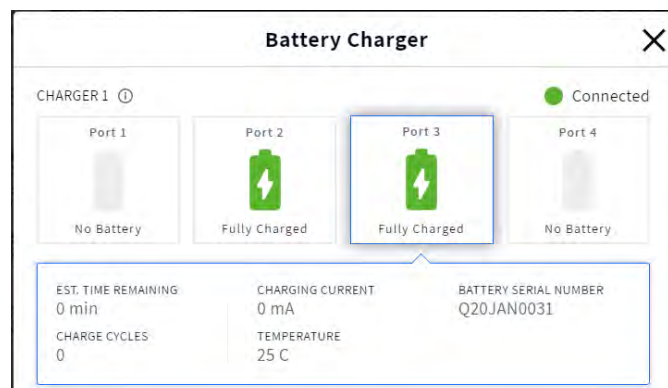 Battery Charger
CHARGER 1
Connected
Port 1
Port 2
Port 3
Port 4
No Battery
Fully Charged
Fully Charged
No Battery
EST. TIME REMAINING
0 min
CHARGING CURRENT
0 mA
BATTERY SERIAL NUMBER
Q20JAN0031
CHARGE CYCLES
0
TEMPERATURE
25 C